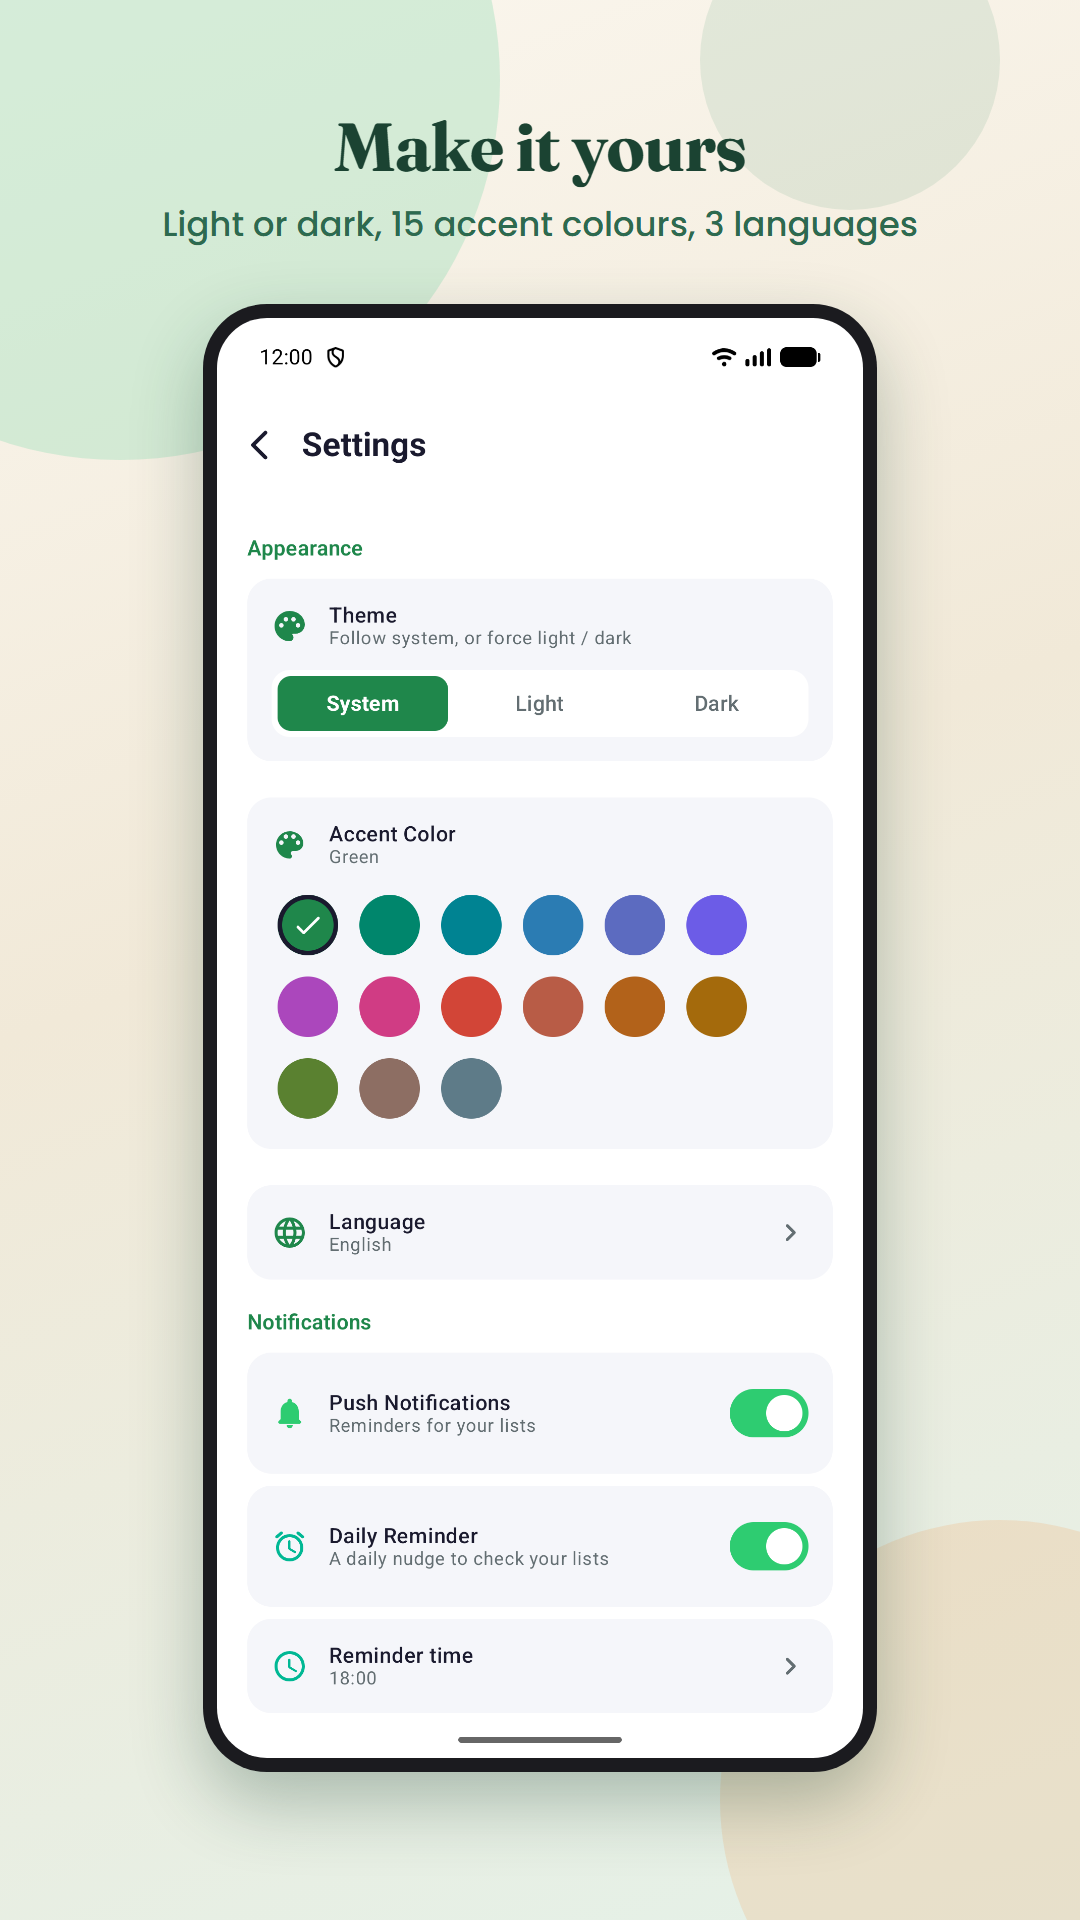 Make it yours
Light or dark, 15 accent colours, 3 languages
12:00
Settings
Appearance
Theme
Follow system, or force light / dark
System Light Dark
Accent Color
Green
Language
English
Notifications
Push Notifications
Reminders for your lists
Daily Reminder
A daily nudge to check your lists
Reminder time
18:00